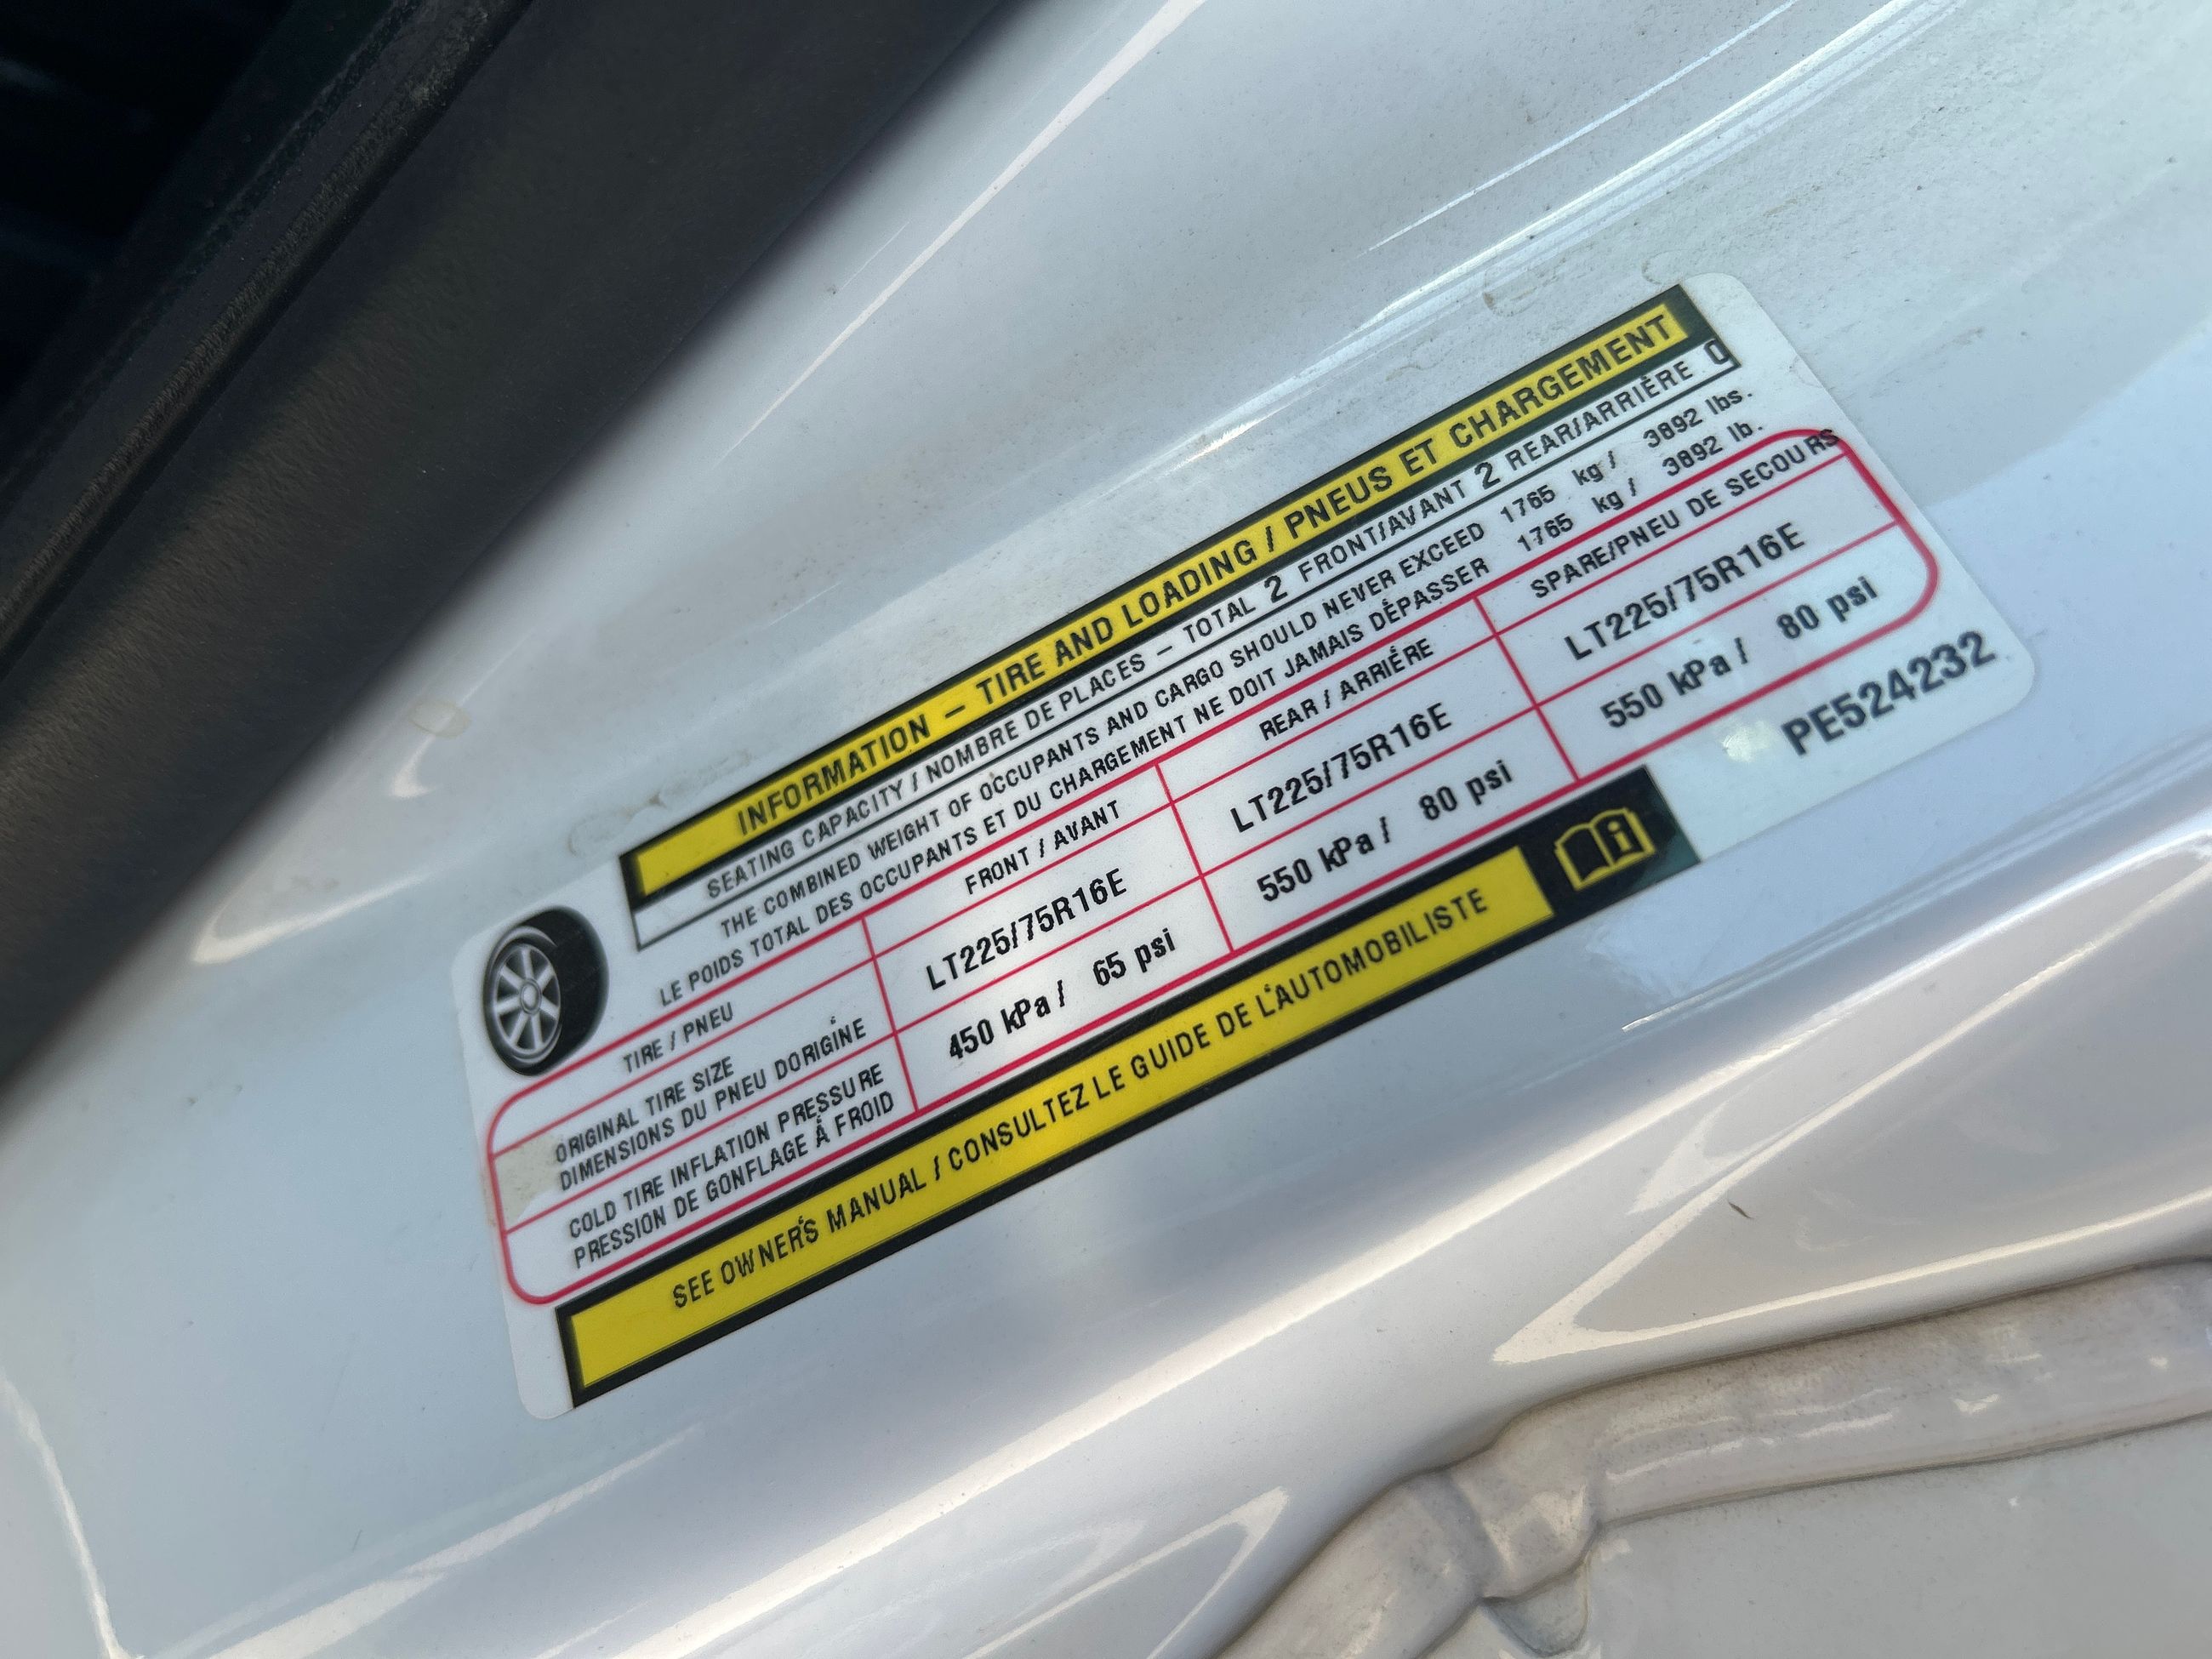 INFORMATION – TIRE AND LOADING / PNEUS ET CHARGEMENT
SEATING CAPACITY / NOMBRE DE PLACES – TOTAL 2 FRONT/AVANT 2 REAR/ARRIÈRE 0
THE COMBINED WEIGHT OF OCCUPANTS AND CARGO SHOULD NEVER EXCEED 1765 kg / 3892 lbs.
LE POIDS TOTAL DES OCCUPANTS ET DU CHARGEMENT NE DOIT JAMAIS DÉPASSER 1765 kg / 3892 lb.
TIRE / PNEU FRONT / AVANT REAR / ARRIÉRE SPARE/PNEU DE SECOURS
ORIGINAL TIRE SIZE
DIMENSIONS DU PNEU D'ORIGINE
LT225/75R16E LT225/75R16E LT225/75R16E
COLD TIRE INFLATION PRESSURE
PRESSION DE GONFLAGE À FROID
450 kPa / 65 psi 550 kPa / 80 psi 550 kPa / 80 psi
SEE OWNER'S MANUAL / CONSULTEZ LE GUIDE DE L'AUTOMOBILISTE
PE524232